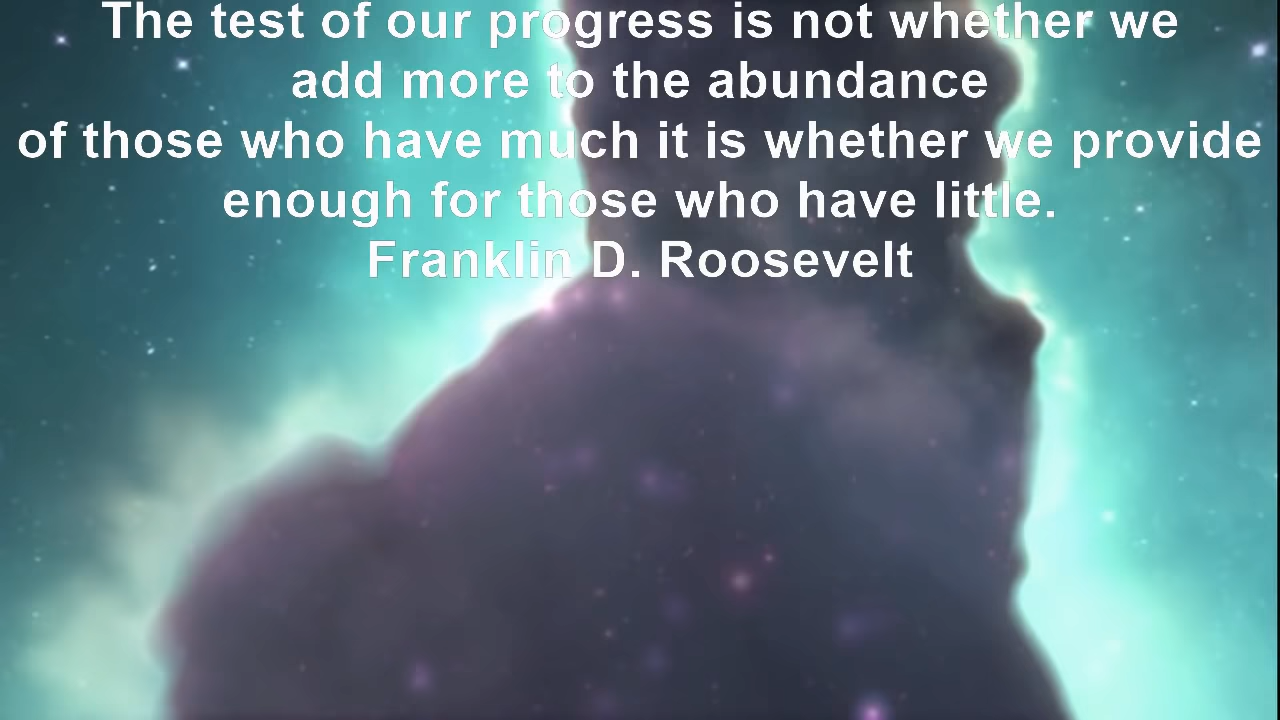 The test of our progress is not whether we
add more to the abundance
of those who have much it is whether we provide
enough for those who have little.
Franklin D. Roosevelt